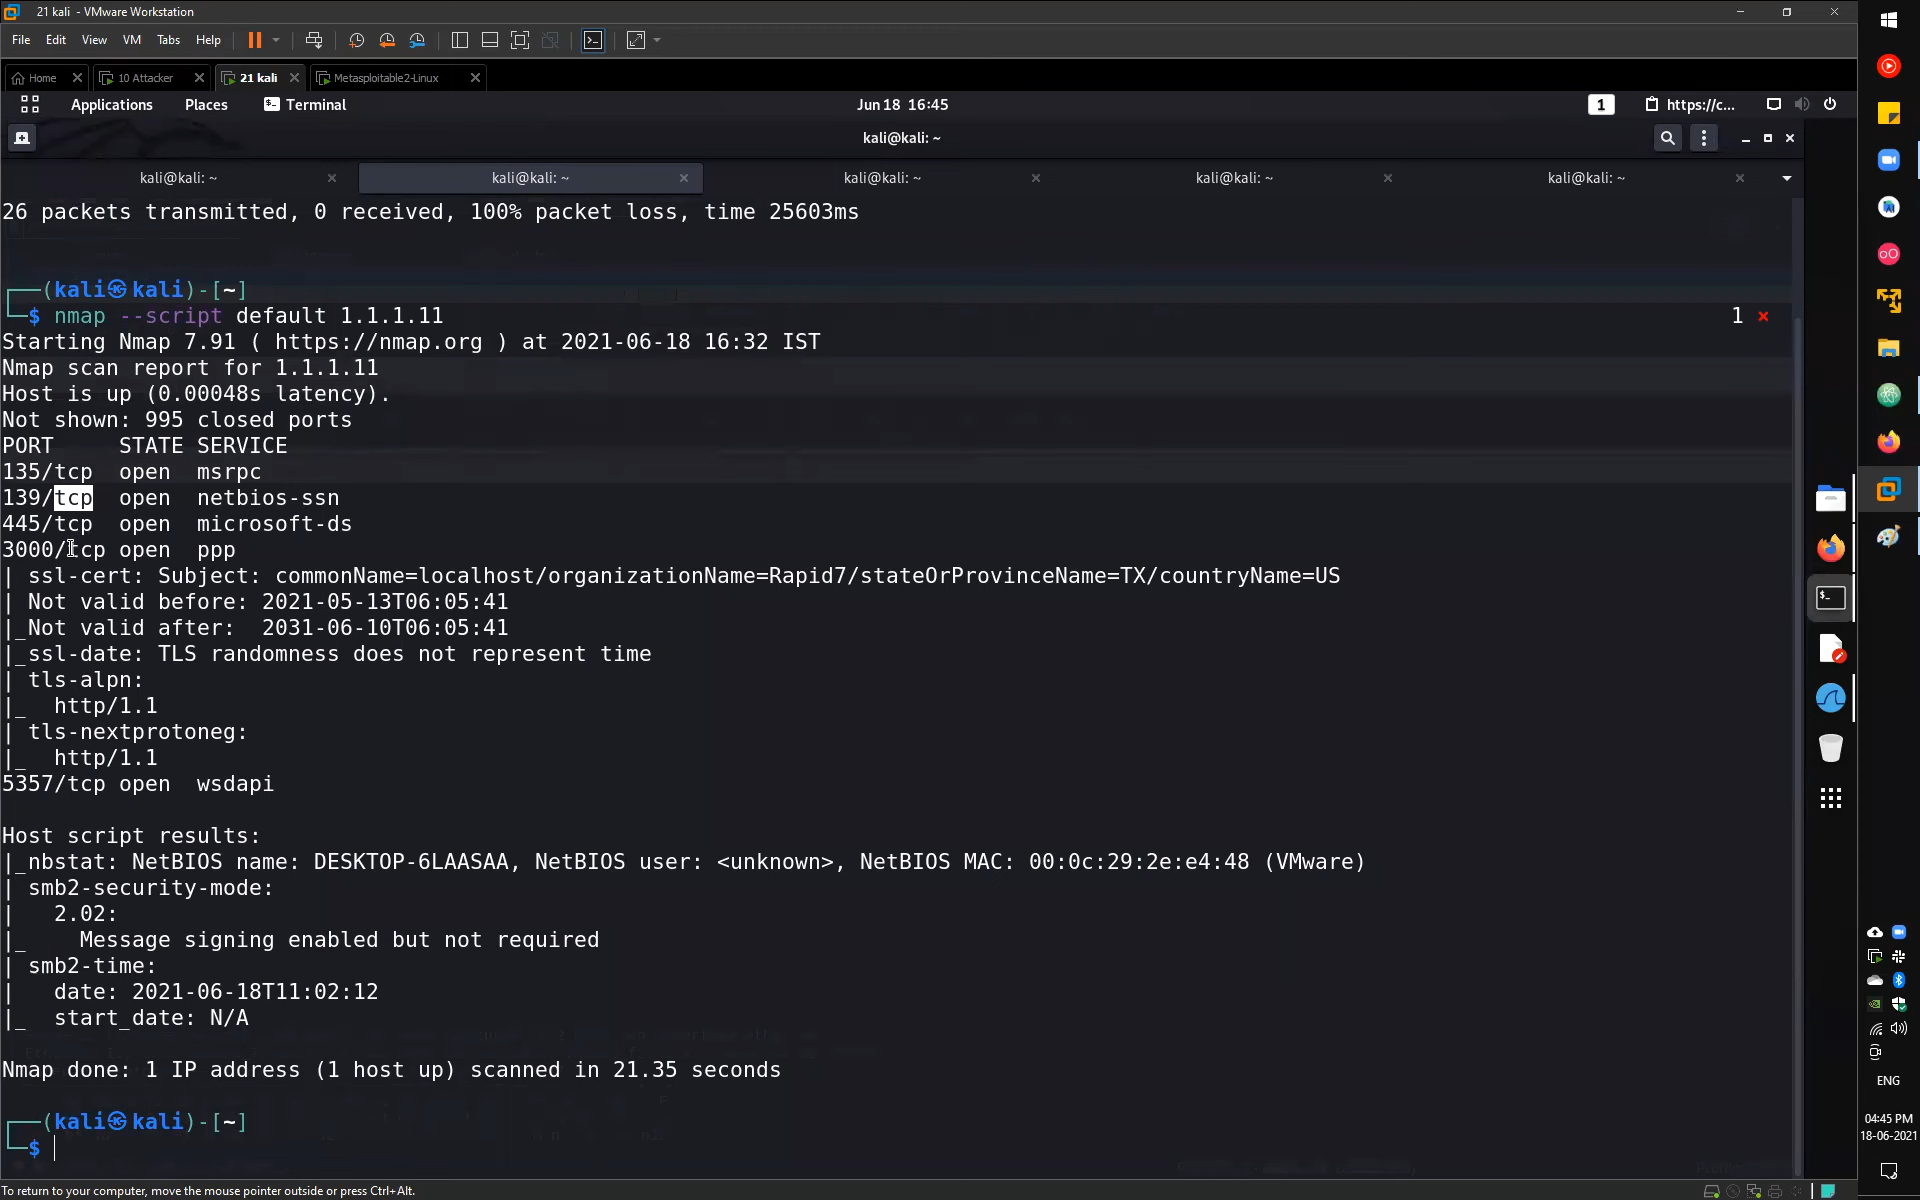 21 kali - VMware Workstation
File Edit View VM Tabs Help
Home 10 Attacker 21 kali Metasploitable2-Linux
Applications Places Terminal Jun 18 16:45 1 https://c...
kali@kali: ~
kali@kali: ~ kali@kali: ~ kali@kali: ~ kali@kali: ~ kali@kali: ~
26 packets transmitted, 0 received, 100% packet loss, time 25603ms
(kali㉿kali)-[~]
$ nmap --script default 1.1.1.11 1 ×
Starting Nmap 7.91 ( https://nmap.org ) at 2021-06-18 16:32 IST
Nmap scan report for 1.1.1.11
Host is up (0.00048s latency).
Not shown: 995 closed ports
PORT STATE SERVICE
135/tcp open msrpc
139/tcp open netbios-ssn
445/tcp open microsoft-ds
3000/tcp open ppp
| ssl-cert: Subject: commonName=localhost/organizationName=Rapid7/stateOrProvinceName=TX/countryName=US
| Not valid before: 2021-05-13T06:05:41
|_Not valid after:  2031-06-10T06:05:41
|_ssl-date: TLS randomness does not represent time
| tls-alpn:
|_  http/1.1
| tls-nextprotoneg:
|_  http/1.1
5357/tcp open wsdapi
Host script results:
|_nbstat: NetBIOS name: DESKTOP-6LAASAA, NetBIOS user: <unknown>, NetBIOS MAC: 00:0c:29:2e:e4:48 (VMware)
| smb2-security-mode:
|   2.02:
|_    Message signing enabled but not required
| smb2-time:
|   date: 2021-06-18T11:02:12
|_  start_date: N/A
Nmap done: 1 IP address (1 host up) scanned in 21.35 seconds
(kali㉿kali)-[~]
$
ENG
04:45 PM
18-06-2021
To return to your computer, move the mouse pointer outside or press Ctrl+Alt.